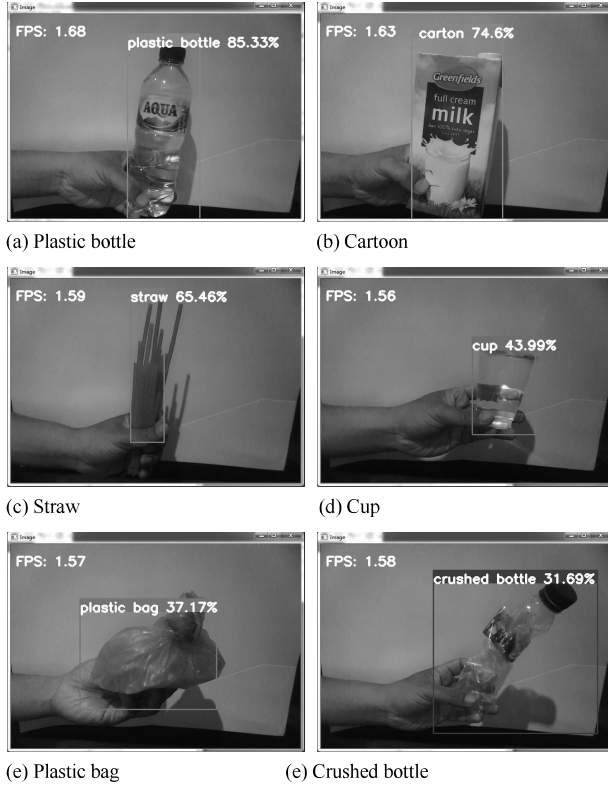 Image
FPS: 1.68
plastic bottle 85.33%
AQUA
Image
FPS: 1.63
carton 74.6%
Greenfields
full cream
milk
(a) Plastic bottle
(b) Cartoon
Image
FPS: 1.59
straw 65.46%
Image
FPS: 1.56
cup 43.99%
(c) Straw
(d) Cup
Image
FPS: 1.57
plastic bag 37.17%
Image
FPS: 1.58
crushed bottle 31.69%
(e) Plastic bag
(e) Crushed bottle